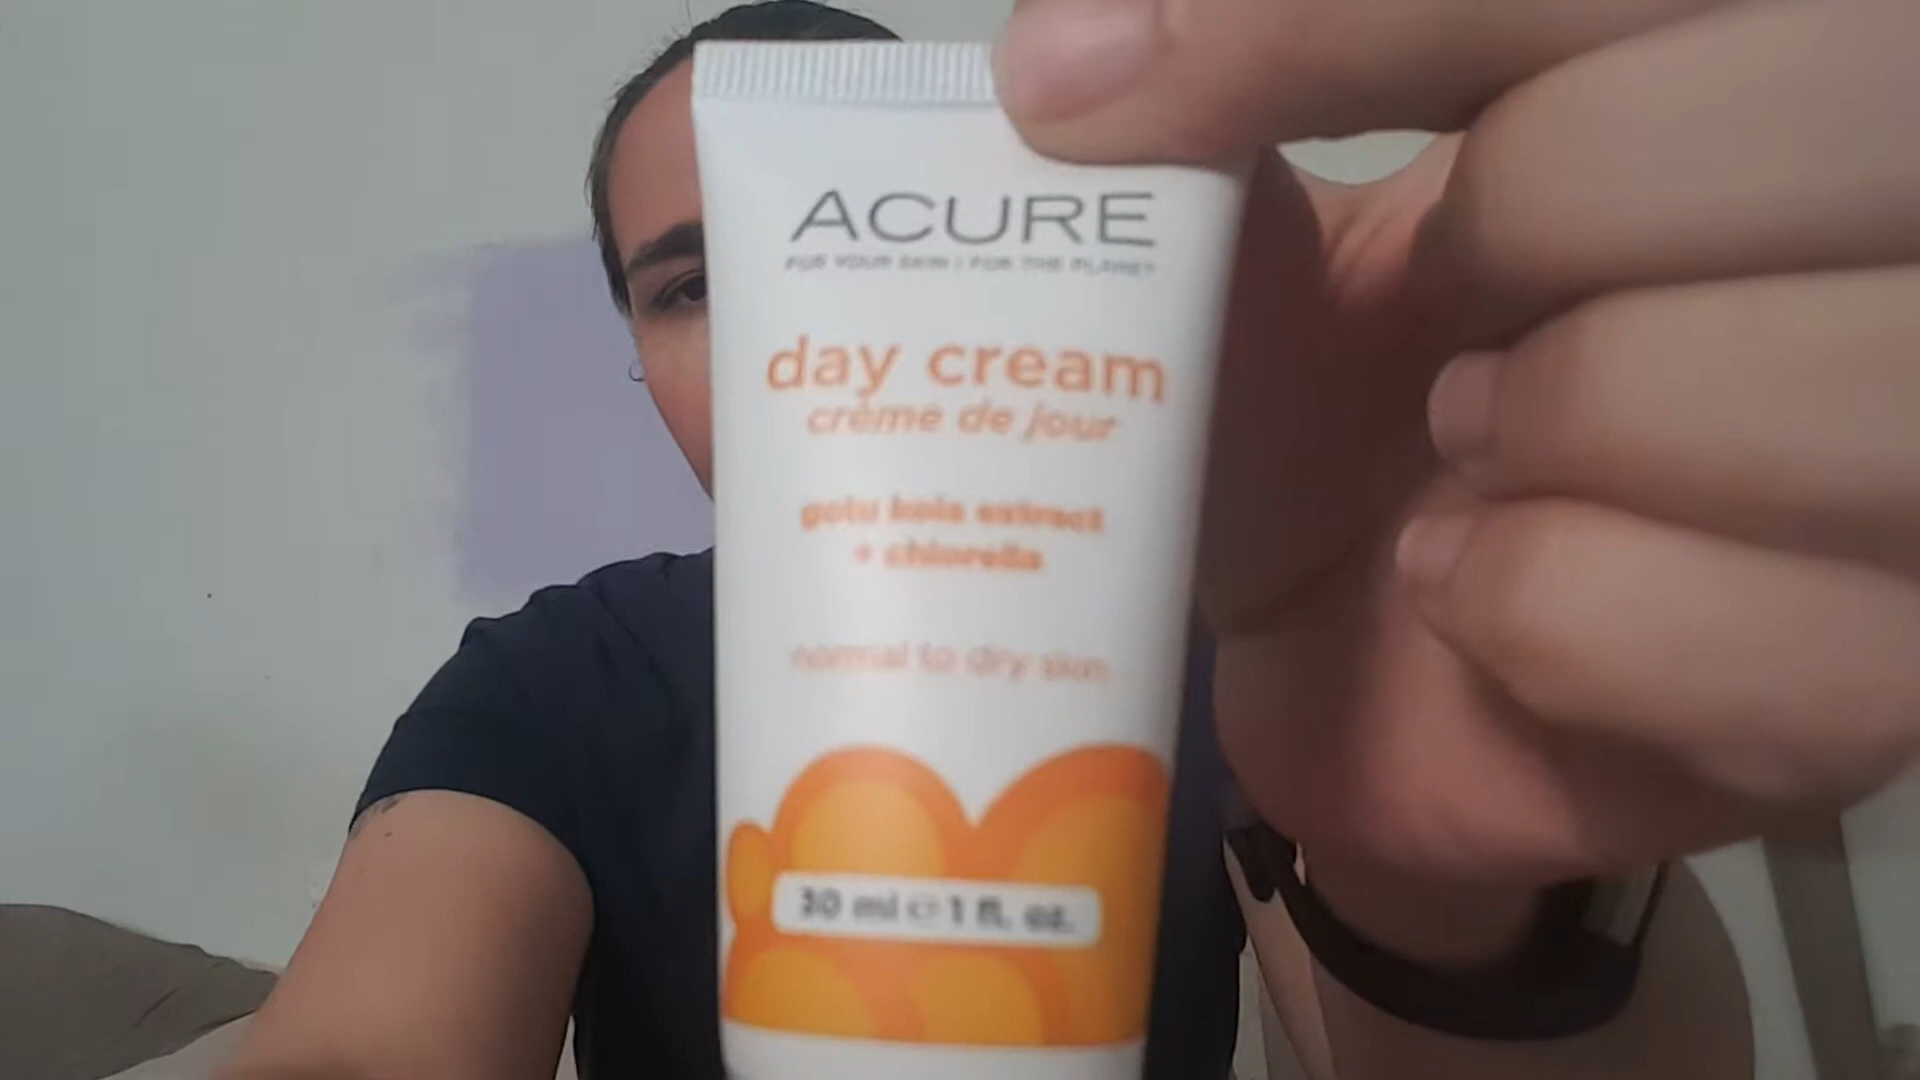 ACURE
FOR YOUR SKIN | FOR THE PLANET
day cream
crème de jour
gotu kola extract
+ chlorella
normal to dry skin
30 ml ℮ 1 fl. oz.